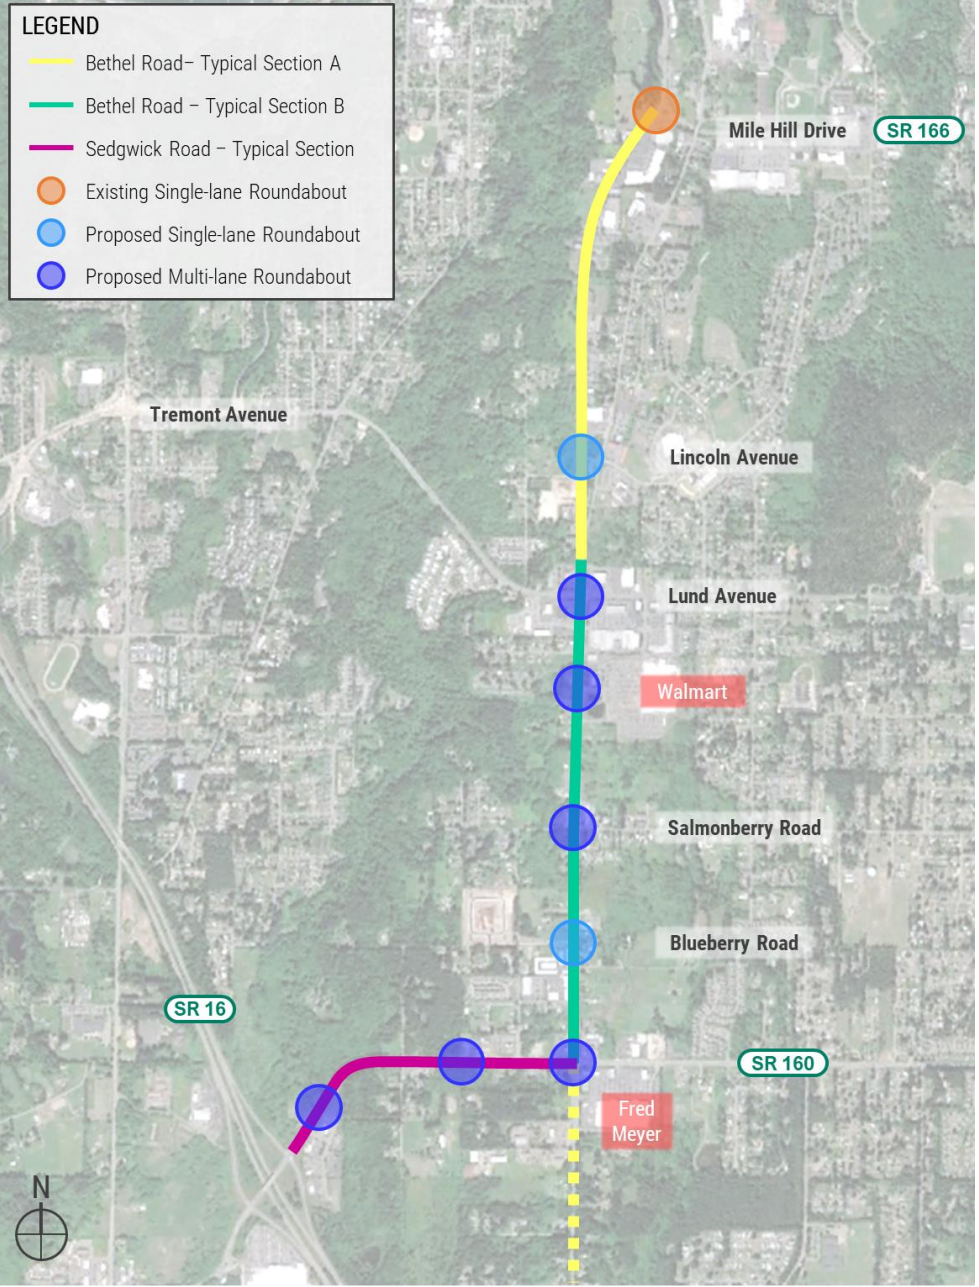 LEGEND
Bethel Road– Typical Section A
Bethel Road – Typical Section B
Sedgwick Road – Typical Section
Existing Single-lane Roundabout
Proposed Single-lane Roundabout
Proposed Multi-lane Roundabout
Mile Hill Drive
SR 166
Tremont Avenue
Lincoln Avenue
Lund Avenue
Walmart
Salmonberry Road
Blueberry Road
SR 16
SR 160
Fred
Meyer
N